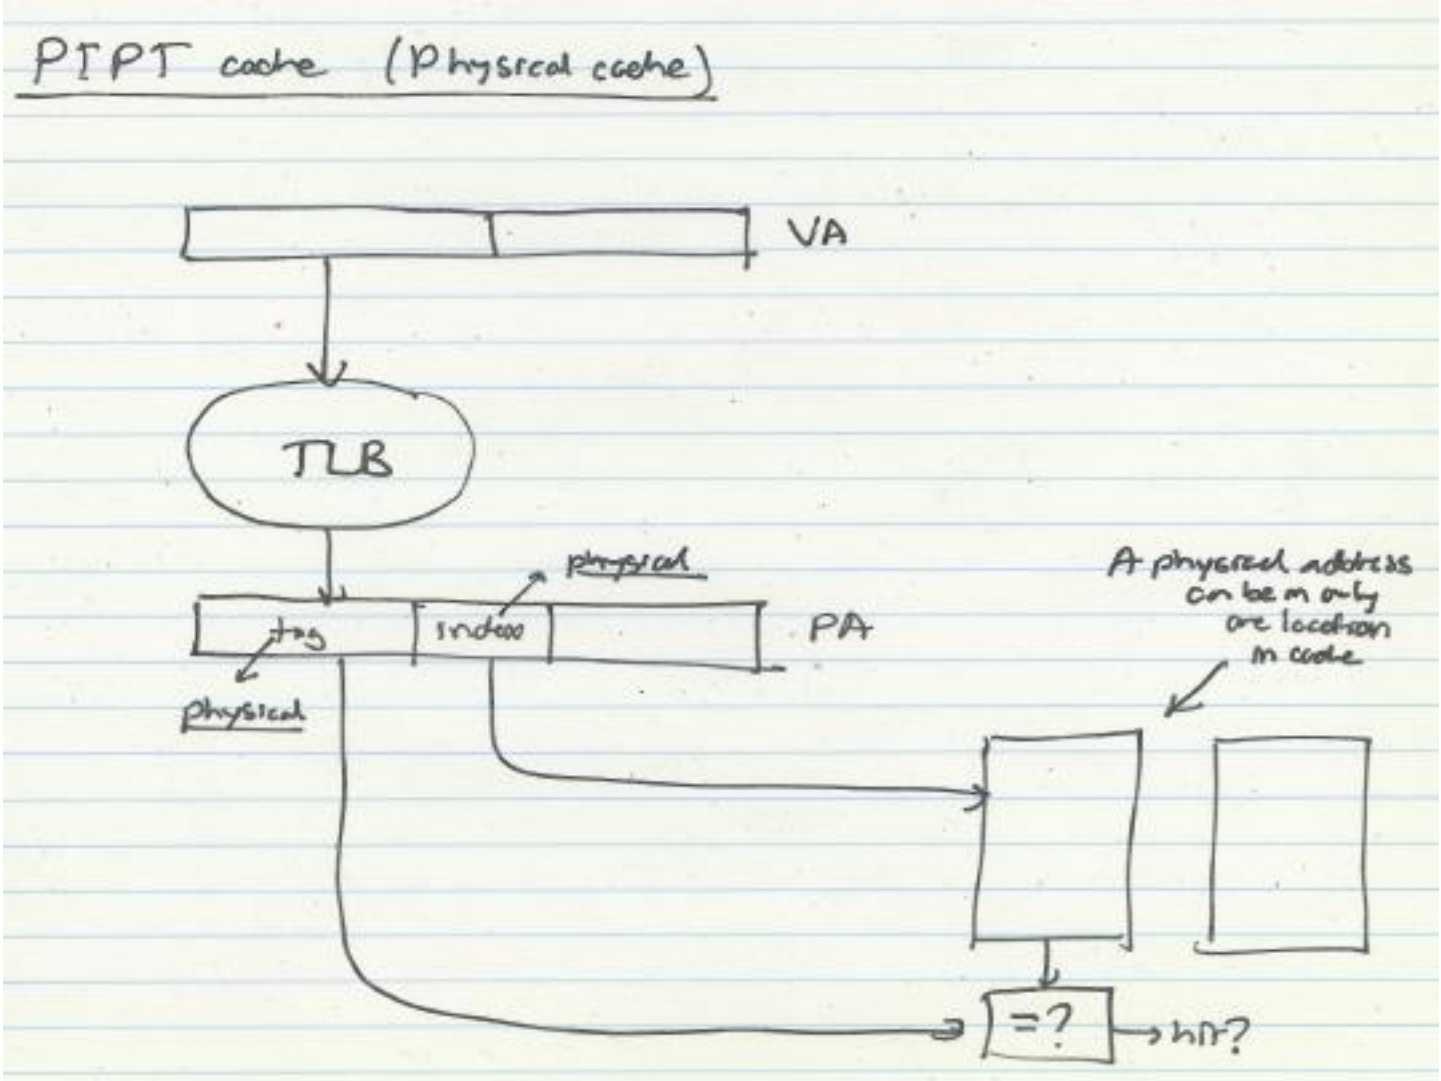 PIPT cache (Physical cache)
VA
TLB
physical
A physical address
can be in only
one location
in cache
tag
index
PA
physical
=?
hit?